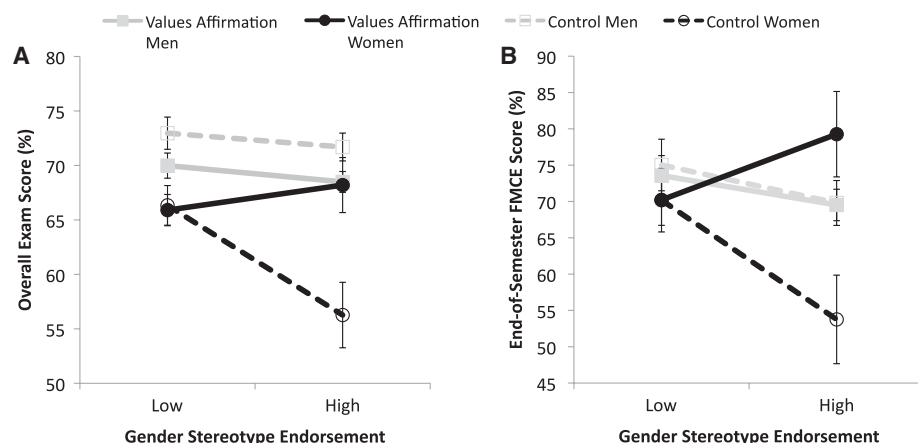 Values Affirmation Men
Values Affirmation Women
Control Men
Control Women
A
Overall Exam Score (%)
80
75
70
65
60
55
50
Low
High
Gender Stereotype Endorsement
B
End-of-Semester FMCE Score (%)
90
85
80
75
70
65
60
55
50
45
Low
High
Gender Stereotype Endorsement